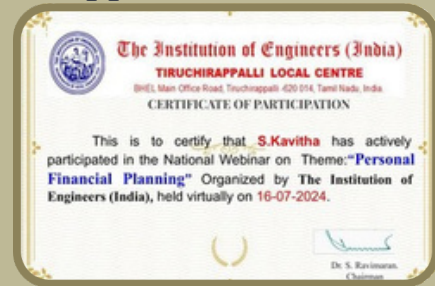 The Institution of Engineers (India)
TIRUCHIRAPPALLI LOCAL CENTRE
BHEL Main Office Road, Tiruchirappalli -620 014, Tamil Nadu, India
CERTIFICATE OF PARTICIPATION
This is to certify that S.Kavitha has actively
participated in the National Webinar on Theme:"Personal
Financial Planning" Organized by The Institution of
Engineers (India), held virtually on 16-07-2024.
Dr. S. Ravimaran.
Chairman